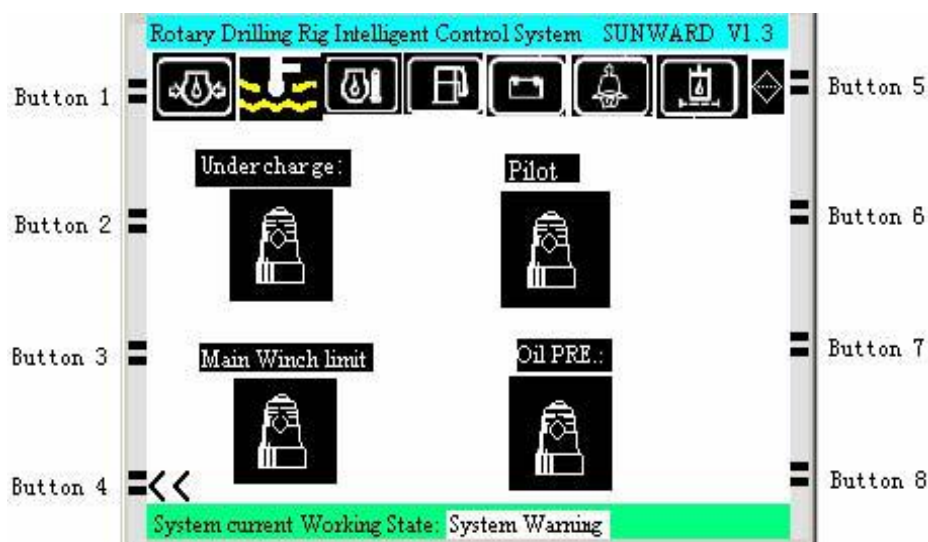 Rotary Drilling Rig Intelligent Control System SUNWARD V1.3
Button 1
Button 5
Undercharge:
Pilot
Button 2
Button 6
Button 3
Main Winch limit
Oil PRE.:
Button 7
Button 4
<<
Button 8
System current Working State: System Warning